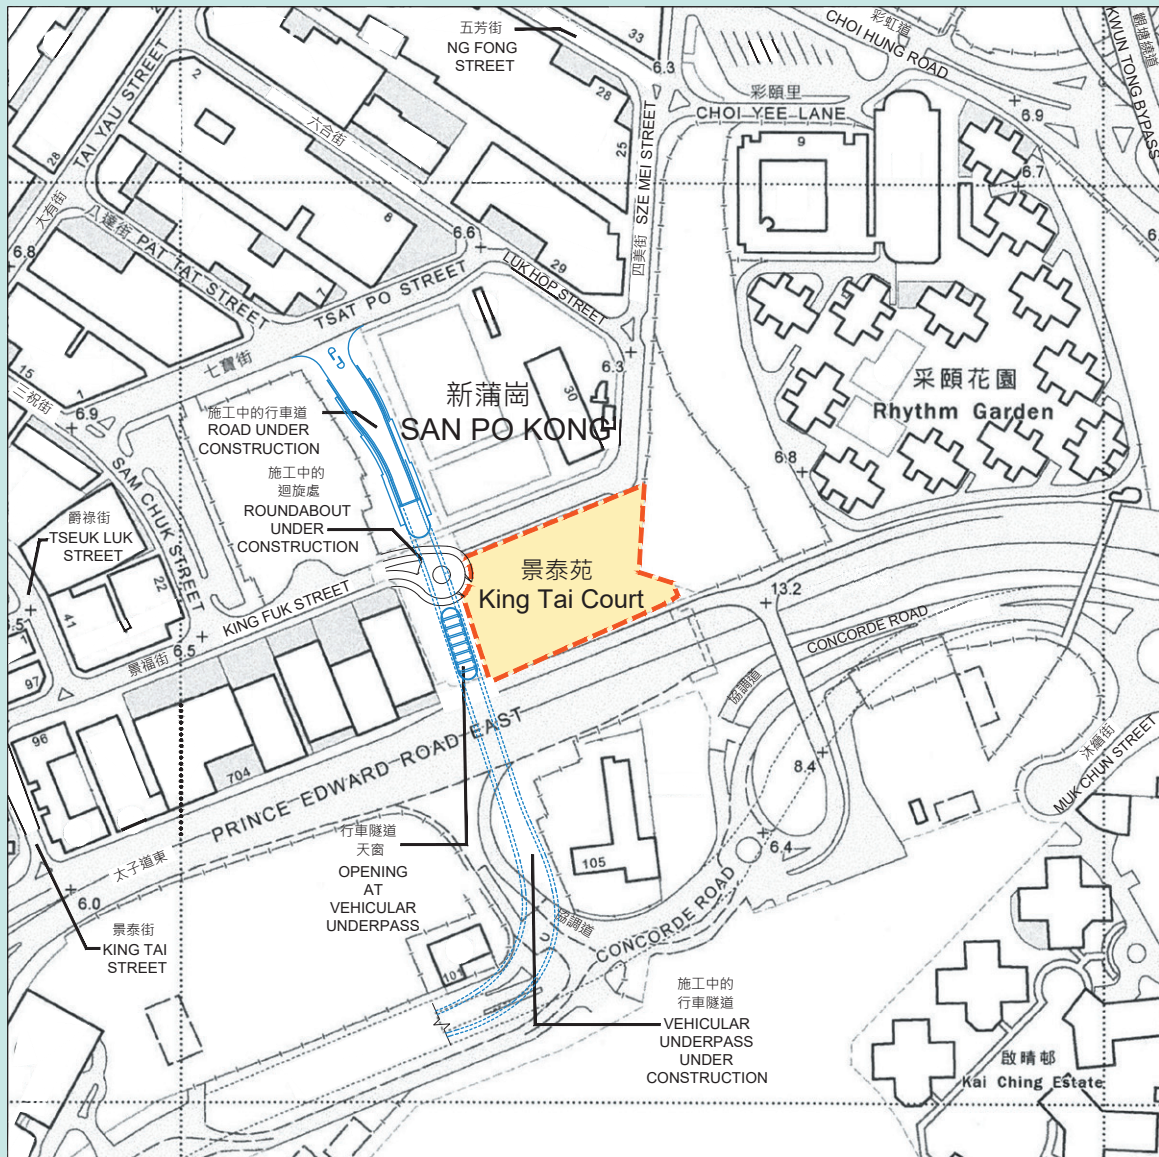 五芳街
NG FONG
STREET
33
28
6.3
彩虹道
CHOI HUNG ROAD
觀塘繞道
KWUN TONG BYPASS
彩頤里
CHOI YEE LANE
6.9
6.7
9
2
TAI YAU STREET
28
大有街
6.8
六合街
25
SZE MEI STREET
四美街
八達街 PAT TAT STREET
8
7
6.6
29
LUK HOP STREET
TSAT PO STREET
七寶街
15
1
三祝街
6.9
6.3
30
新蒲崗
SAN PO KONG
采頤花園
Rhythm Garden
6.8
施工中的行車道
ROAD UNDER
CONSTRUCTION
施工中的
迴旋處
ROUNDABOUT
UNDER
CONSTRUCTION
SAM CHUK STREET
爵祿街
TSEUK LUK
STREET
22
41
6.5
97
KING FUK STREET
景福街
景泰苑
King Tai Court
13.2
CONCORDE ROAD
協調道
96
704
PRINCE EDWARD ROAD EAST
太子道東
6.0
8.4
6.4
沐縉街
MUK CHUN STREET
105
行車隧道
天窗
OPENING
AT
VEHICULAR
UNDERPASS
景泰街
KING TAI
STREET
101
協調道
CONCORDE ROAD
施工中的
行車隧道
VEHICULAR
UNDERPASS
UNDER
CONSTRUCTION
啟晴邨
Kai Ching Estate